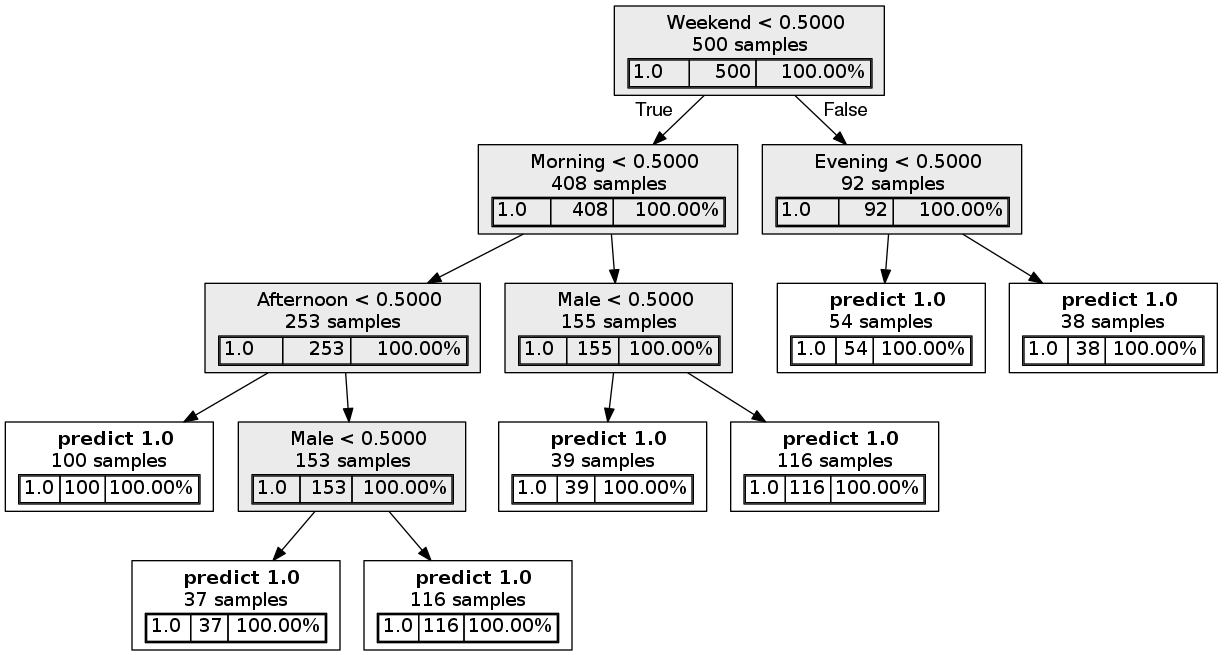 Weekend < 0.5000
500 samples
1.0 500 100.00%
True False
Morning < 0.5000
408 samples
1.0 408 100.00%
Evening < 0.5000
92 samples
1.0 92 100.00%
Afternoon < 0.5000
253 samples
1.0 253 100.00%
Male < 0.5000
155 samples
1.0 155 100.00%
predict 1.0
54 samples
1.0 54 100.00%
predict 1.0
38 samples
1.0 38 100.00%
predict 1.0
100 samples
1.0 100 100.00%
Male < 0.5000
153 samples
1.0 153 100.00%
predict 1.0
39 samples
1.0 39 100.00%
predict 1.0
116 samples
1.0 116 100.00%
predict 1.0
37 samples
1.0 37 100.00%
predict 1.0
116 samples
1.0 116 100.00%